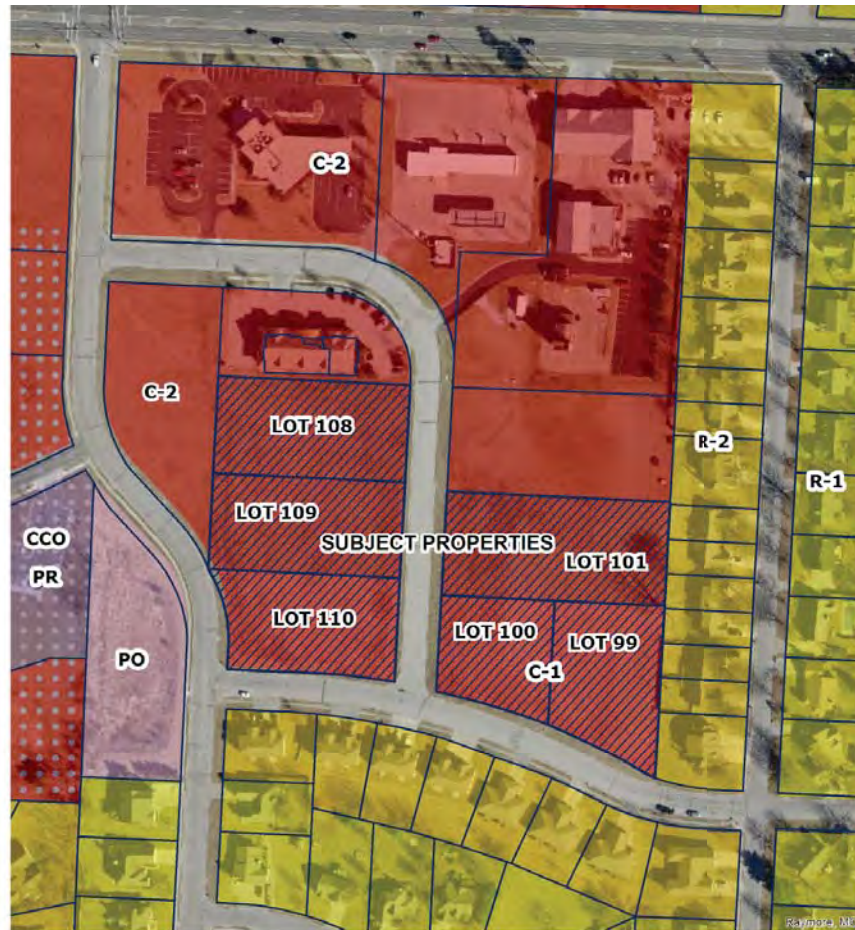 C-2
C-2
LOT 108
R-2
R-1
LOT 109
CCO
SUBJECT PROPERTIES
LOT 101
PR
LOT 110
LOT 100
LOT 99
PO
C-1
Raymore, MO